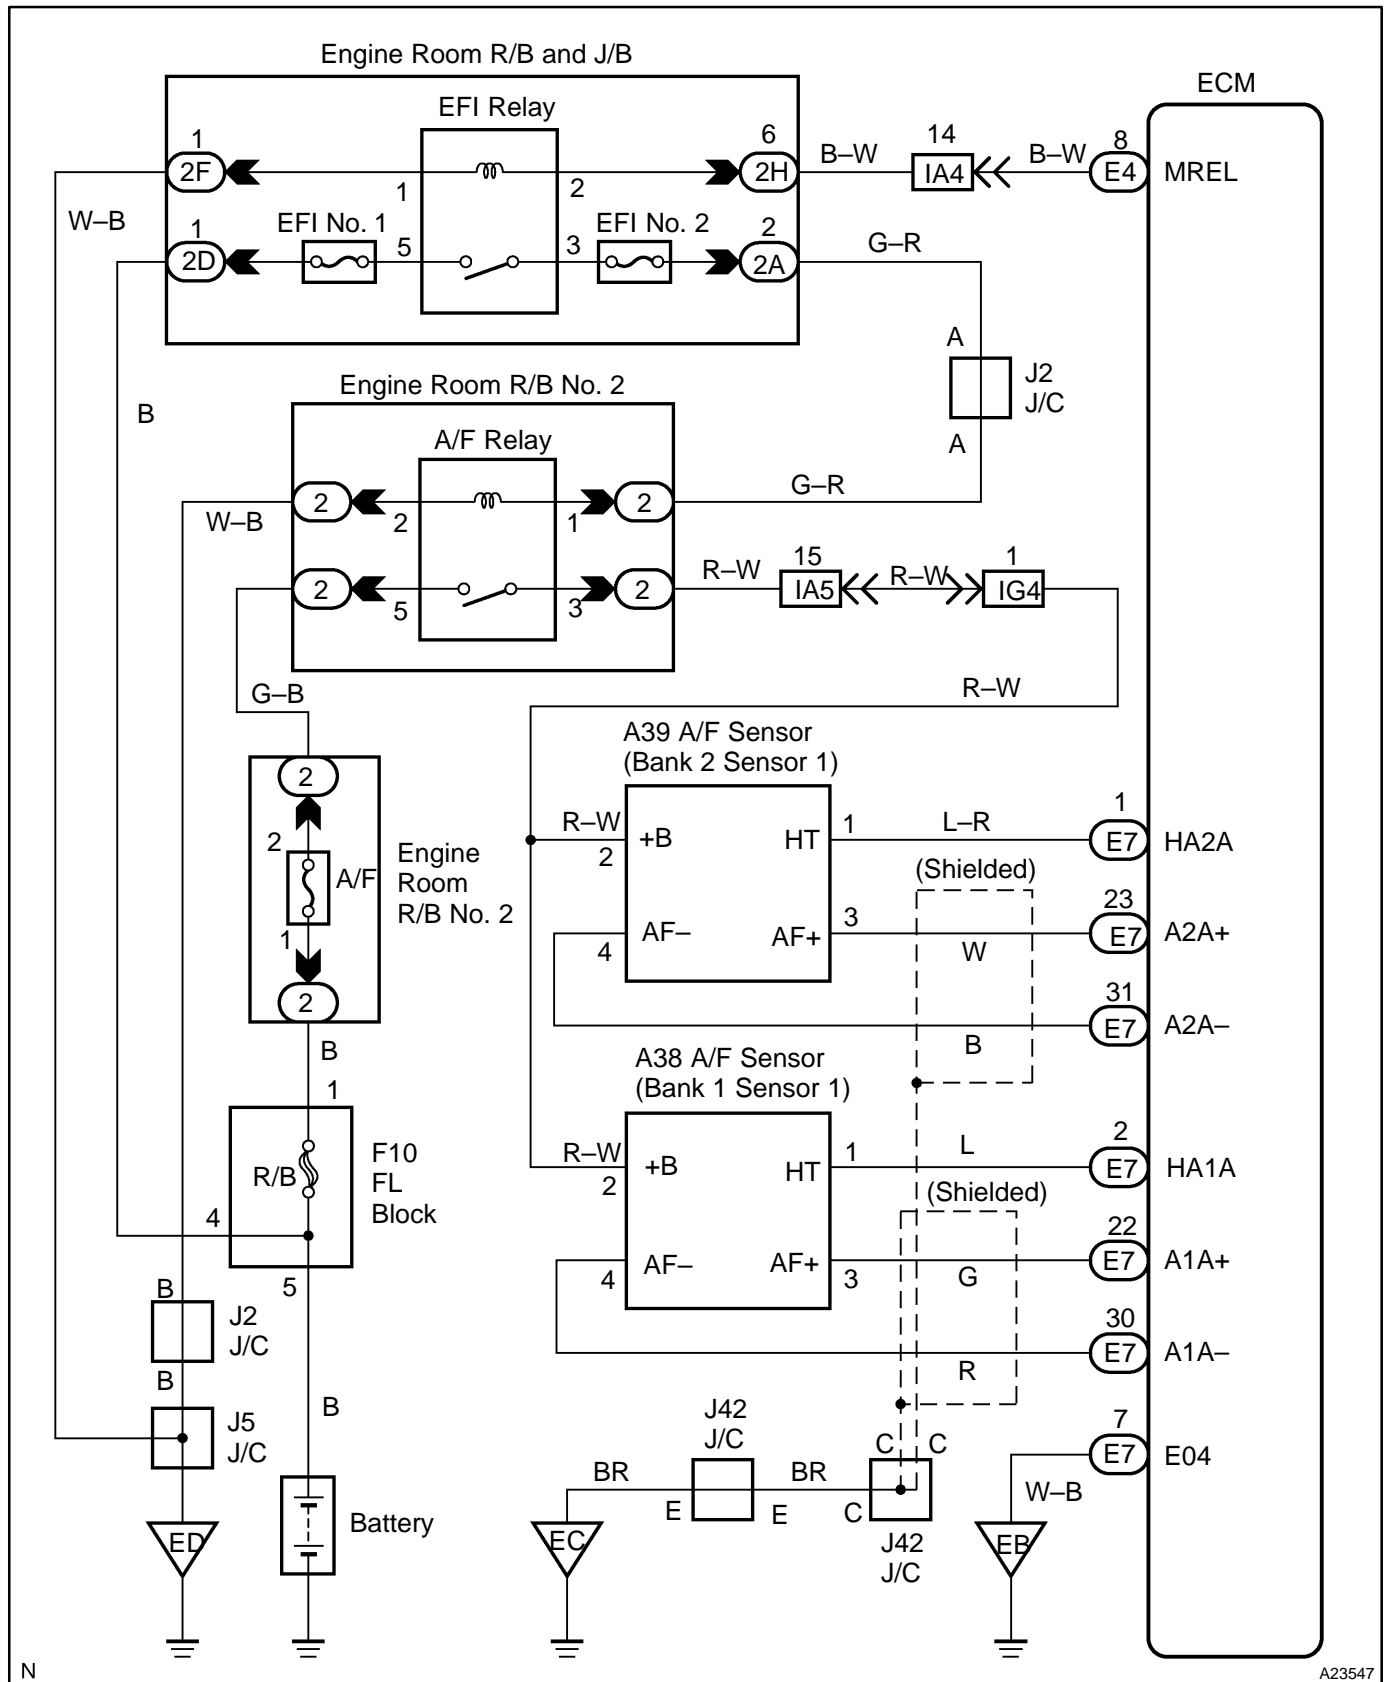 Engine Room R/B and J/B
ECM
EFI Relay
1
6
14
8
2F
2H
B–W
IA4
B–W
E4
MREL
1
2
W–B
1
EFI No. 1
5
3
EFI No. 2
2
G–R
2D
2A
A
J2
J/C
A
Engine Room R/B No. 2
B
A/F Relay
G–R
2
2
W–B
2
1
R–W
15
R–W
1
2
2
IA5
IG4
5
3
G–B
R–W
A39 A/F Sensor
(Bank 2 Sensor 1)
2
R–W
2
+B
HT
1
L–R
1
E7
HA2A
2
A/F
1
Engine
Room
R/B No. 2
(Shielded)
4
AF–
AF+
3
W
23
E7
A2A+
2
31
E7
A2A–
B
B
A38 A/F Sensor
(Bank 1 Sensor 1)
1
R/B
F10
FL
Block
4
5
R–W
2
+B
HT
1
L
2
E7
HA1A
(Shielded)
4
AF–
AF+
3
G
22
E7
A1A+
B
J2
J/C
B
30
E7
A1A–
R
J5
J/C
B
J42
J/C
C
C
7
E7
E04
BR
BR
W–B
E
E
C
Battery
ED
EC
J42
J/C
EB
N
A23547